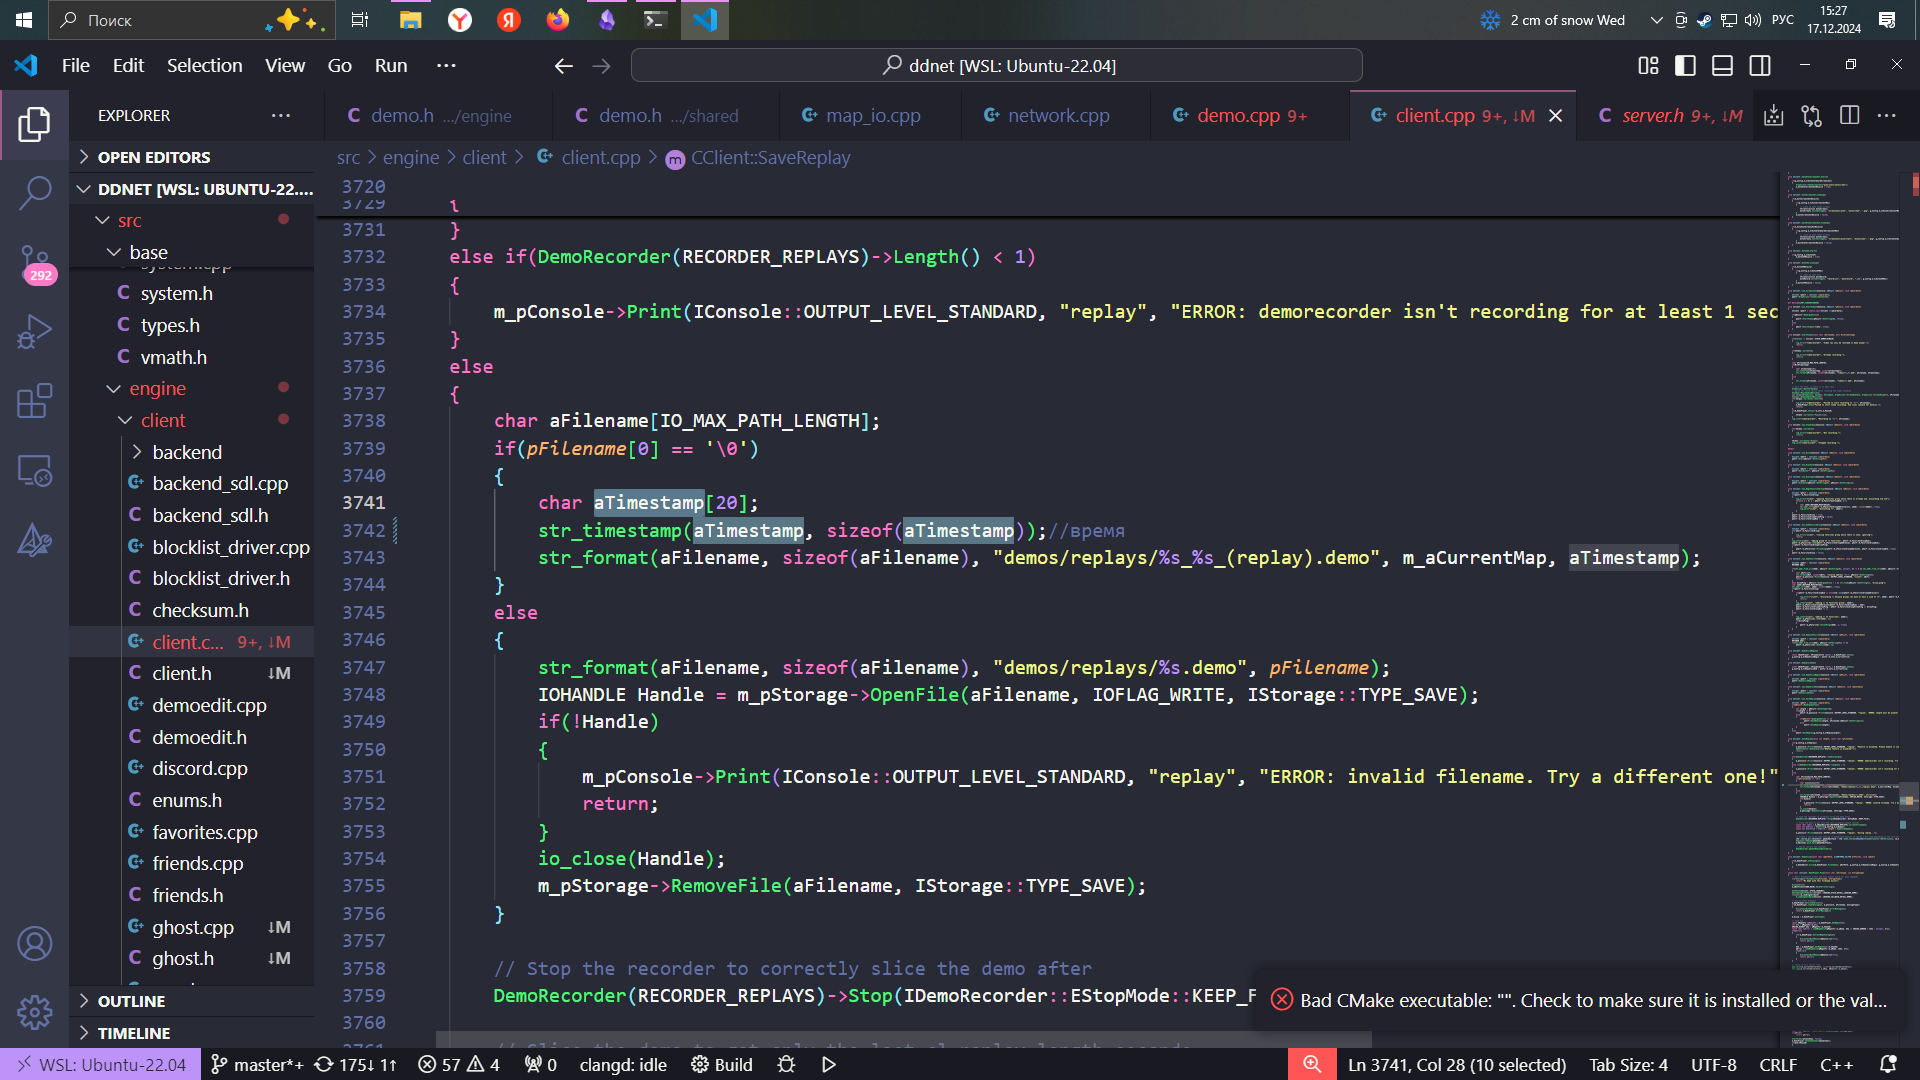 Поиск
2 cm of snow Wed
РУС
15:27
17.12.2024
File Edit Selection View Go Run ···
ddnet [WSL: Ubuntu-22.04]
EXPLORER
demo.h .../engine
demo.h .../shared
map_io.cpp
network.cpp
demo.cpp 9+
client.cpp 9+, ↓M
server.h 9+, ↓M
src > engine > client > client.cpp > CClient::SaveReplay
OPEN EDITORS
DDNET [WSL: UBUNTU-22....
src
base
system.cpp
system.h
types.h
vmath.h
engine
client
backend
backend_sdl.cpp
backend_sdl.h
blocklist_driver.cpp
blocklist_driver.h
checksum.h
client.c... 9+, ↓M
client.h ↓M
demoedit.cpp
demoedit.h
discord.cpp
enums.h
favorites.cpp
friends.cpp
friends.h
ghost.cpp ↓M
ghost.h ↓M
OUTLINE
TIMELINE
292
3720
3729 {
3731 }
3732 else if(DemoRecorder(RECORDER_REPLAYS)->Length() < 1)
3733 {
3734 m_pConsole->Print(IConsole::OUTPUT_LEVEL_STANDARD, "replay", "ERROR: demorecorder isn't recording for at least 1 sec
3735 }
3736 else
3737 {
3738 char aFilename[IO_MAX_PATH_LENGTH];
3739 if(pFilename[0] == '\0')
3740 {
3741 char aTimestamp[20];
3742 str_timestamp(aTimestamp, sizeof(aTimestamp));//время
3743 str_format(aFilename, sizeof(aFilename), "demos/replays/%s_%s_(replay).demo", m_aCurrentMap, aTimestamp);
3744 }
3745 else
3746 {
3747 str_format(aFilename, sizeof(aFilename), "demos/replays/%s.demo", pFilename);
3748 IOHANDLE Handle = m_pStorage->OpenFile(aFilename, IOFLAG_WRITE, IStorage::TYPE_SAVE);
3749 if(!Handle)
3750 {
3751 m_pConsole->Print(IConsole::OUTPUT_LEVEL_STANDARD, "replay", "ERROR: invalid filename. Try a different one!"
3752 return;
3753 }
3754 io_close(Handle);
3755 m_pStorage->RemoveFile(aFilename, IStorage::TYPE_SAVE);
3756 }
3757
3758 // Stop the recorder to correctly slice the demo after
3759 DemoRecorder(RECORDER_REPLAYS)->Stop(IDemoRecorder::EStopMode::KEEP_F
3760
Bad CMake executable: "". Check to make sure it is installed or the val...
WSL: Ubuntu-22.04 master*+ 175↓ 1↑ 57 4 0 clangd: idle Build
Ln 3741, Col 28 (10 selected) Tab Size: 4 UTF-8 CRLF C++